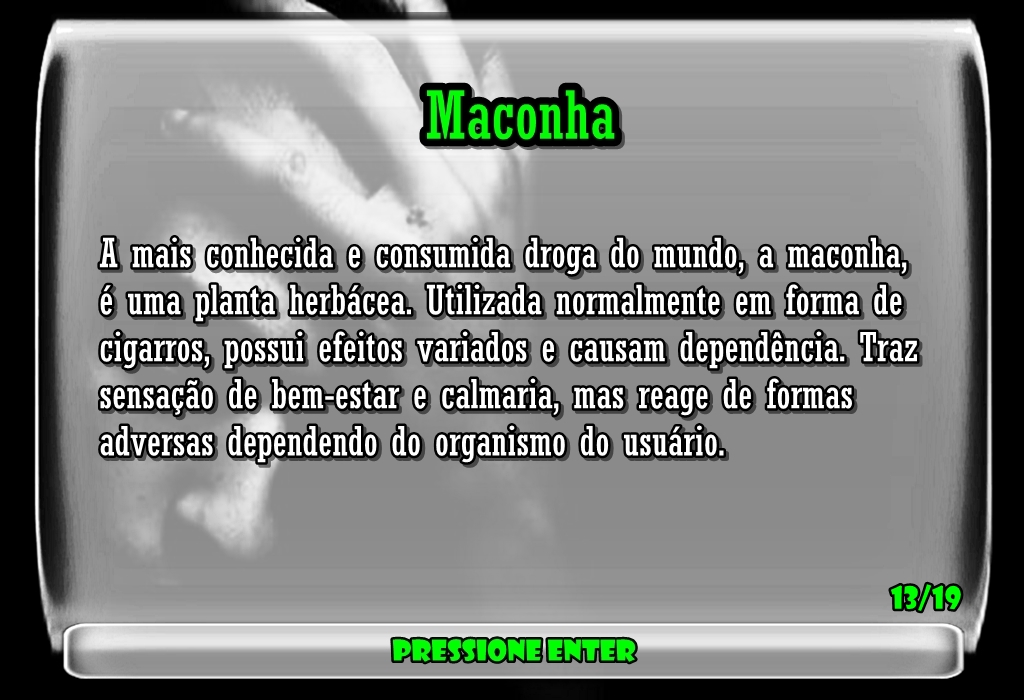 Maconha
A mais conhecida e consumida droga do mundo, a maconha,
é uma planta herbácea. Utilizada normalmente em forma de
cigarros, possui efeitos variados e causam dependência. Traz
sensação de bem-estar e calmaria, mas reage de formas
adversas dependendo do organismo do usuário.
13/19
PRESSIONE ENTER